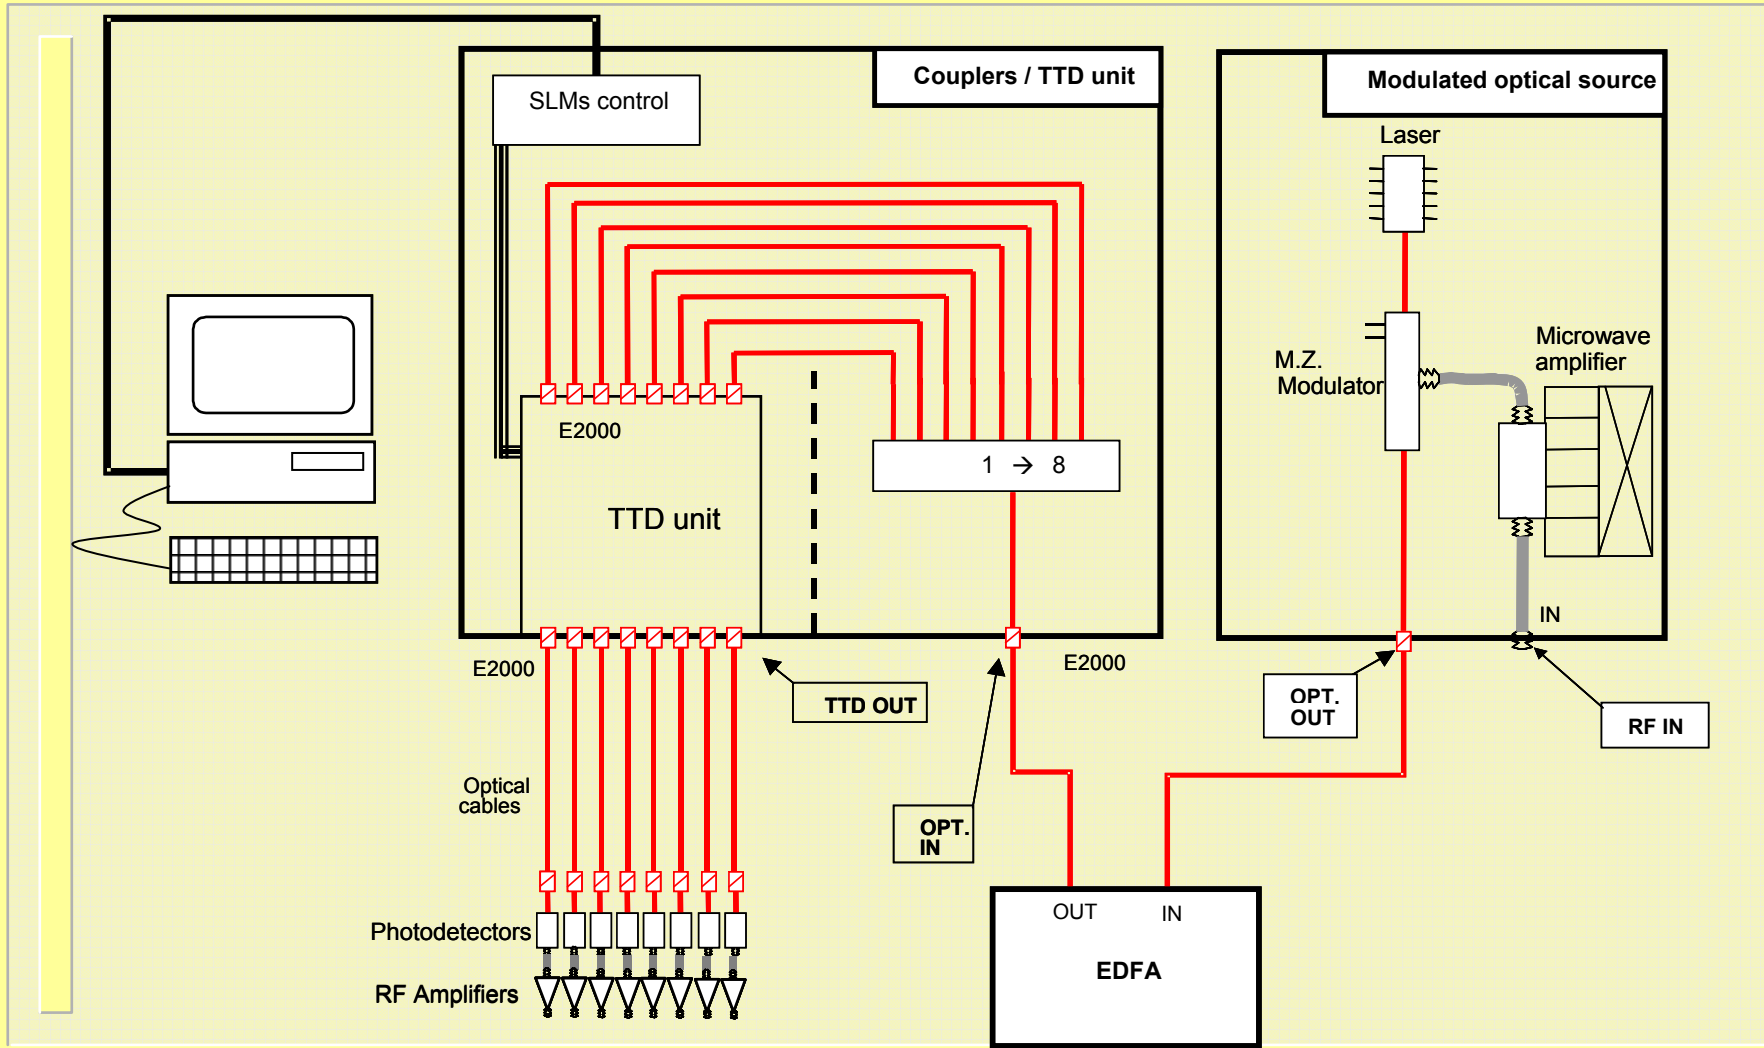 Couplers / TTD unit
Modulated optical source
SLMs control
Laser
Microwave
amplifier
M.Z.
Modulator
E2000
1 → 8
TTD unit
IN
E2000
E2000
TTD OUT
OPT.
OUT
RF IN
Optical
cables
OPT.
IN
OUT
IN
Photodetectors
EDFA
RF Amplifiers